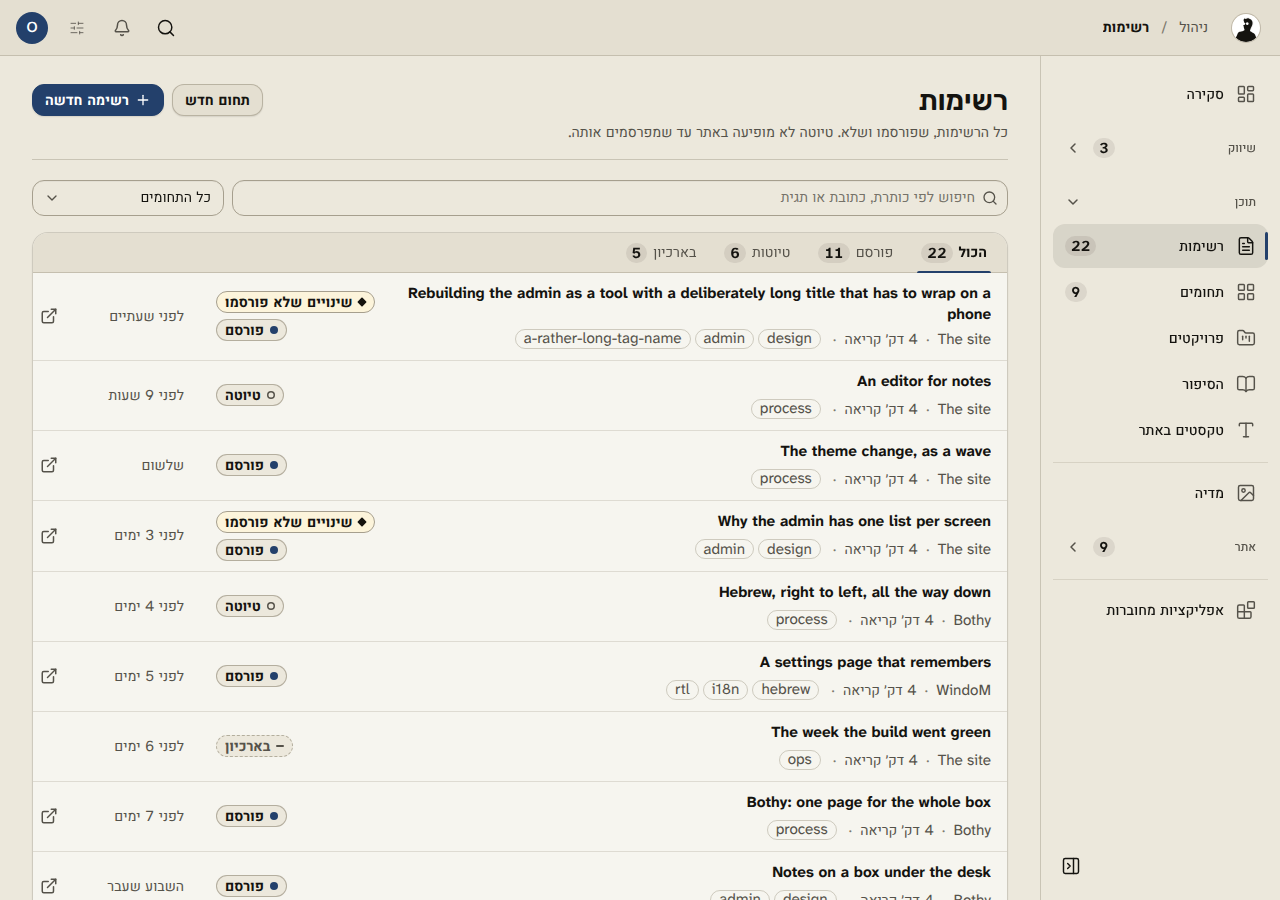 ניהול / רשימות
O
סקירה
שיווק 3
תוכן
רשימות 22
תחומים 9
פרויקטים
הסיפור
טקסטים באתר
מדיה
אתר 9
אפליקציות מחוברות
רשימות
תחום חדש
רשימה חדשה
כל הרשימות, שפורסמו ושלא. טיוטה לא מופיעה באתר עד שמפרסמים אותה.
חיפוש לפי כותרת, כתובת או תגית
כל התחומים
הכול 22 פורסם 11 טיוטות 6 בארכיון 5
Rebuilding the admin as a tool with a deliberately long title that has to wrap on a
phone
The site · 4 דק׳ קריאה · design admin a-rather-long-tag-name
שינויים שלא פורסמו
פורסם
לפני שעתיים
An editor for notes
The site · 4 דק׳ קריאה · process
טיוטה
לפני 9 שעות
The theme change, as a wave
The site · 4 דק׳ קריאה · process
פורסם
שלשום
Why the admin has one list per screen
The site · 4 דק׳ קריאה · design admin
שינויים שלא פורסמו
פורסם
לפני 3 ימים
Hebrew, right to left, all the way down
Bothy · 4 דק׳ קריאה · process
טיוטה
לפני 4 ימים
A settings page that remembers
WindoM · 4 דק׳ קריאה · hebrew i18n rtl
פורסם
לפני 5 ימים
The week the build went green
The site · 4 דק׳ קריאה · ops
בארכיון
לפני 6 ימים
Bothy: one page for the whole box
Bothy · 4 דק׳ קריאה · process
פורסם
לפני 7 ימים
Notes on a box under the desk
Bothy · 4 דק׳ קריאה · design admin
פורסם
השבוע שעבר